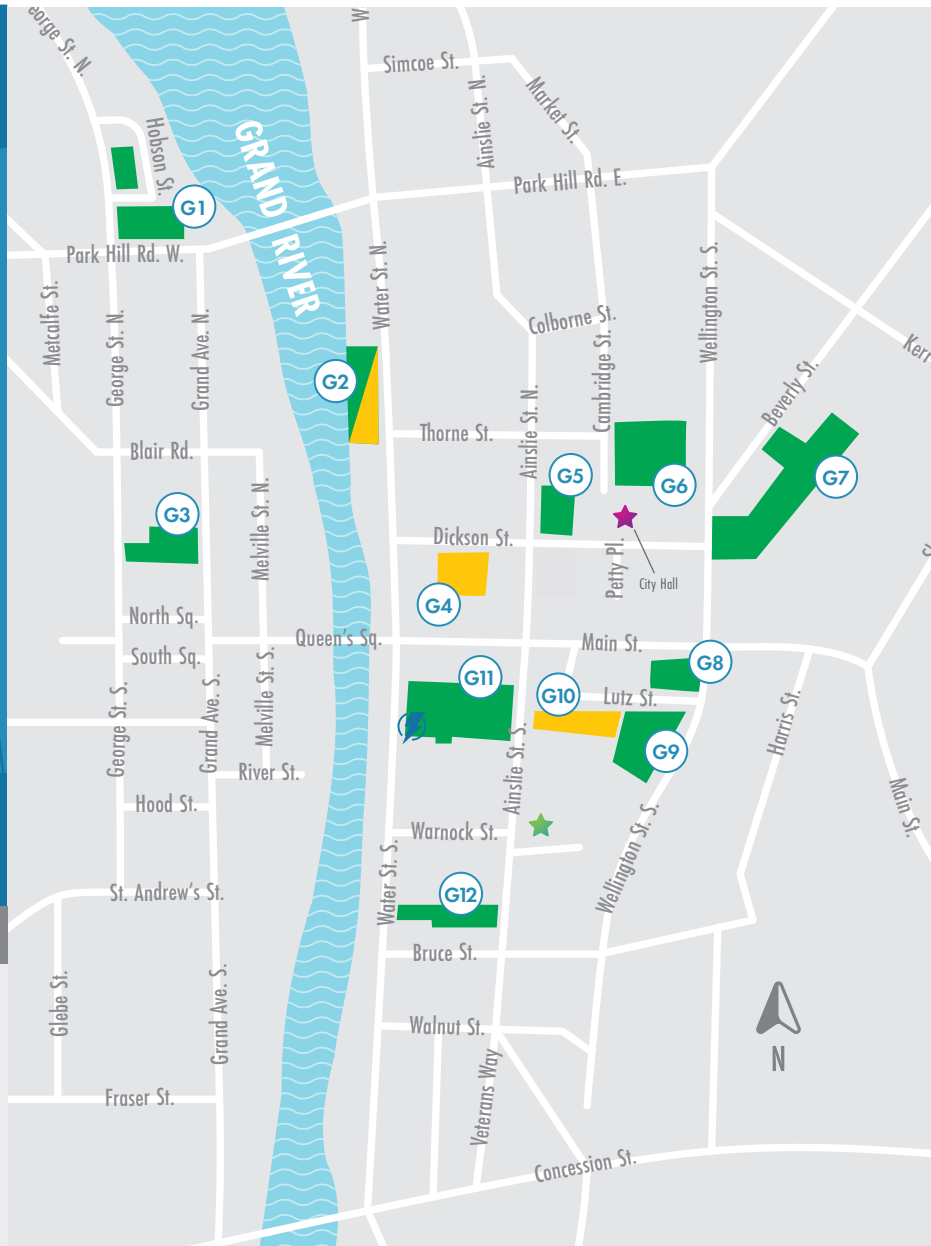 eorge St. N.
W
Simcoe St.
Ainslie St. N.
Market St.
Hobson St.
GRAND RIVER
Park Hill Rd. E.
G1
Park Hill Rd. W.
Metcalfe St.
George St. N.
Grand Ave. N.
Water St. N.
Colborne St.
Cambridge St.
Wellington St. S.
Kerr
G2
Beverly St.
Ainslie St. N.
Thorne St.
Blair Rd.
G5
G6
G7
G3
Melville St. N.
Dickson St.
Petty Pl.
City Hall
G4
North Sq.
Queen's Sq.
Main St.
South Sq.
G8
G11
G10
Lutz St.
George St. S.
Grand Ave. S.
Melville St. S.
Harris St.
G9
Ainslie St. S.
River St.
Hood St.
Main St.
Warnock St.
Wellington St. S.
Water St. S.
St. Andrew's St.
G12
Bruce St.
Glebe St.
Grand Ave. S.
Walnut St.
N
Veterans Way
Fraser St.
Concession St.